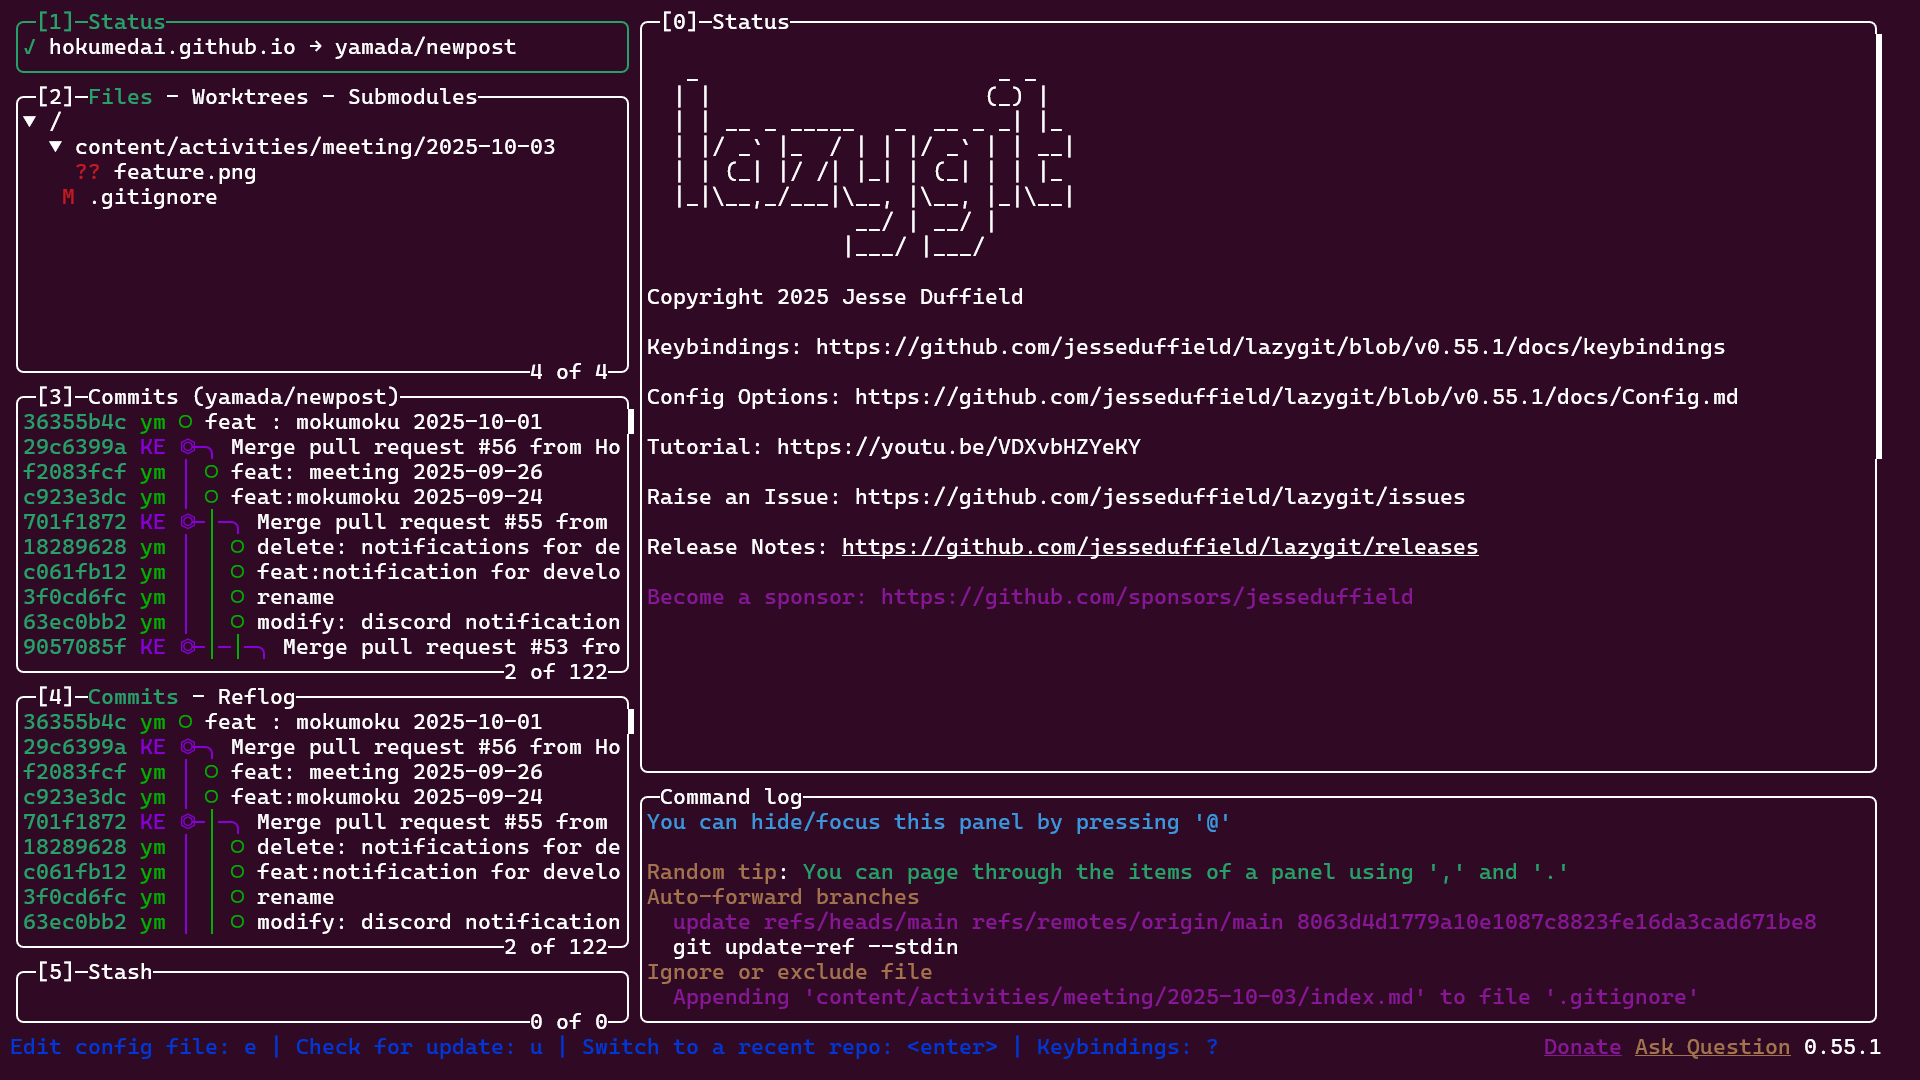 [1]─Status
✓ hokumedai.github.io → yamada/newpost
[2]─Files - Worktrees - Submodules
▼ /
▼ content/activities/meeting/2025-10-03
?? feature.png
M .gitignore
4 of 4
[3]─Commits (yamada/newpost)
36355b4c ym feat : mokumoku 2025-10-01
29c6399a KE Merge pull request #56 from Ho
f2083fcf ym feat: meeting 2025-09-26
c923e3dc ym feat:mokumoku 2025-09-24
701f1872 KE Merge pull request #55 from
18289628 ym delete: notifications for de
c061fb12 ym feat:notification for develo
3f0cd6fc ym rename
63ec0bb2 ym modify: discord notification
9057085f KE Merge pull request #53 fro
2 of 122
[4]─Commits - Reflog
36355b4c ym feat : mokumoku 2025-10-01
29c6399a KE Merge pull request #56 from Ho
f2083fcf ym feat: meeting 2025-09-26
c923e3dc ym feat:mokumoku 2025-09-24
701f1872 KE Merge pull request #55 from
18289628 ym delete: notifications for de
c061fb12 ym feat:notification for develo
3f0cd6fc ym rename
63ec0bb2 ym modify: discord notification
2 of 122
[5]─Stash
0 of 0
[0]─Status
lazygit
Copyright 2025 Jesse Duffield
Keybindings: https://github.com/jesseduffield/lazygit/blob/v0.55.1/docs/keybindings
Config Options: https://github.com/jesseduffield/lazygit/blob/v0.55.1/docs/Config.md
Tutorial: https://youtu.be/VDXvbHZYeKY
Raise an Issue: https://github.com/jesseduffield/lazygit/issues
Release Notes: https://github.com/jesseduffield/lazygit/releases
Become a sponsor: https://github.com/sponsors/jesseduffield
Command log
You can hide/focus this panel by pressing '@'
Random tip: You can page through the items of a panel using ',' and '.'
Auto-forward branches
update refs/heads/main refs/remotes/origin/main 8063d4d1779a10e1087c8823fe16da3cad671be8
git update-ref --stdin
Ignore or exclude file
Appending 'content/activities/meeting/2025-10-03/index.md' to file '.gitignore'
Edit config file: e | Check for update: u | Switch to a recent repo: <enter> | Keybindings: ?
Donate Ask Question 0.55.1